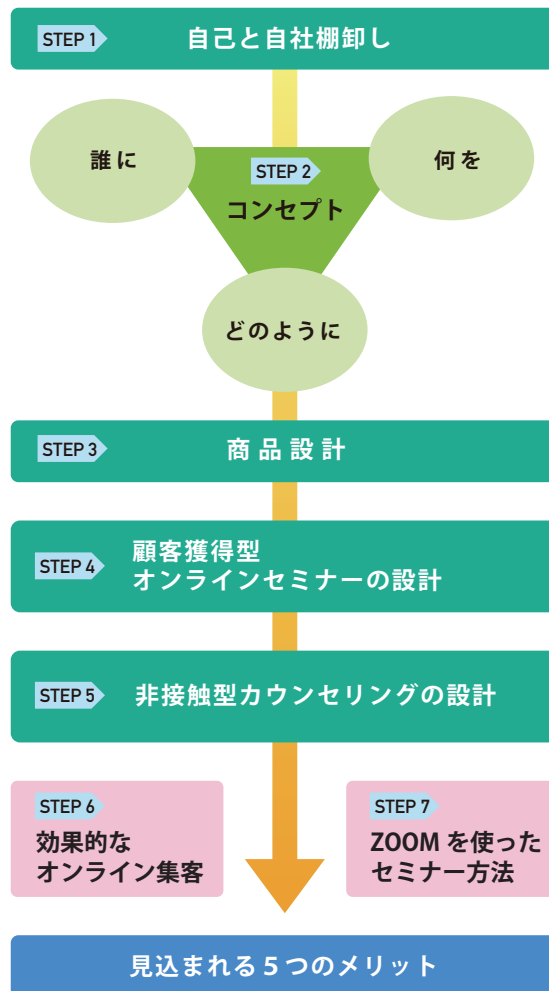 STEP 1
自己と自社棚卸し
誰に
STEP 2
コンセプト
何を
どのように
STEP 3
商品設計
STEP 4
顧客獲得型
オンラインセミナーの設計
STEP 5
非接触型カウンセリングの設計
STEP 6
効果的な
オンライン集客
STEP 7
ZOOM を使った
セミナー方法
見込まれる 5 つのメリット